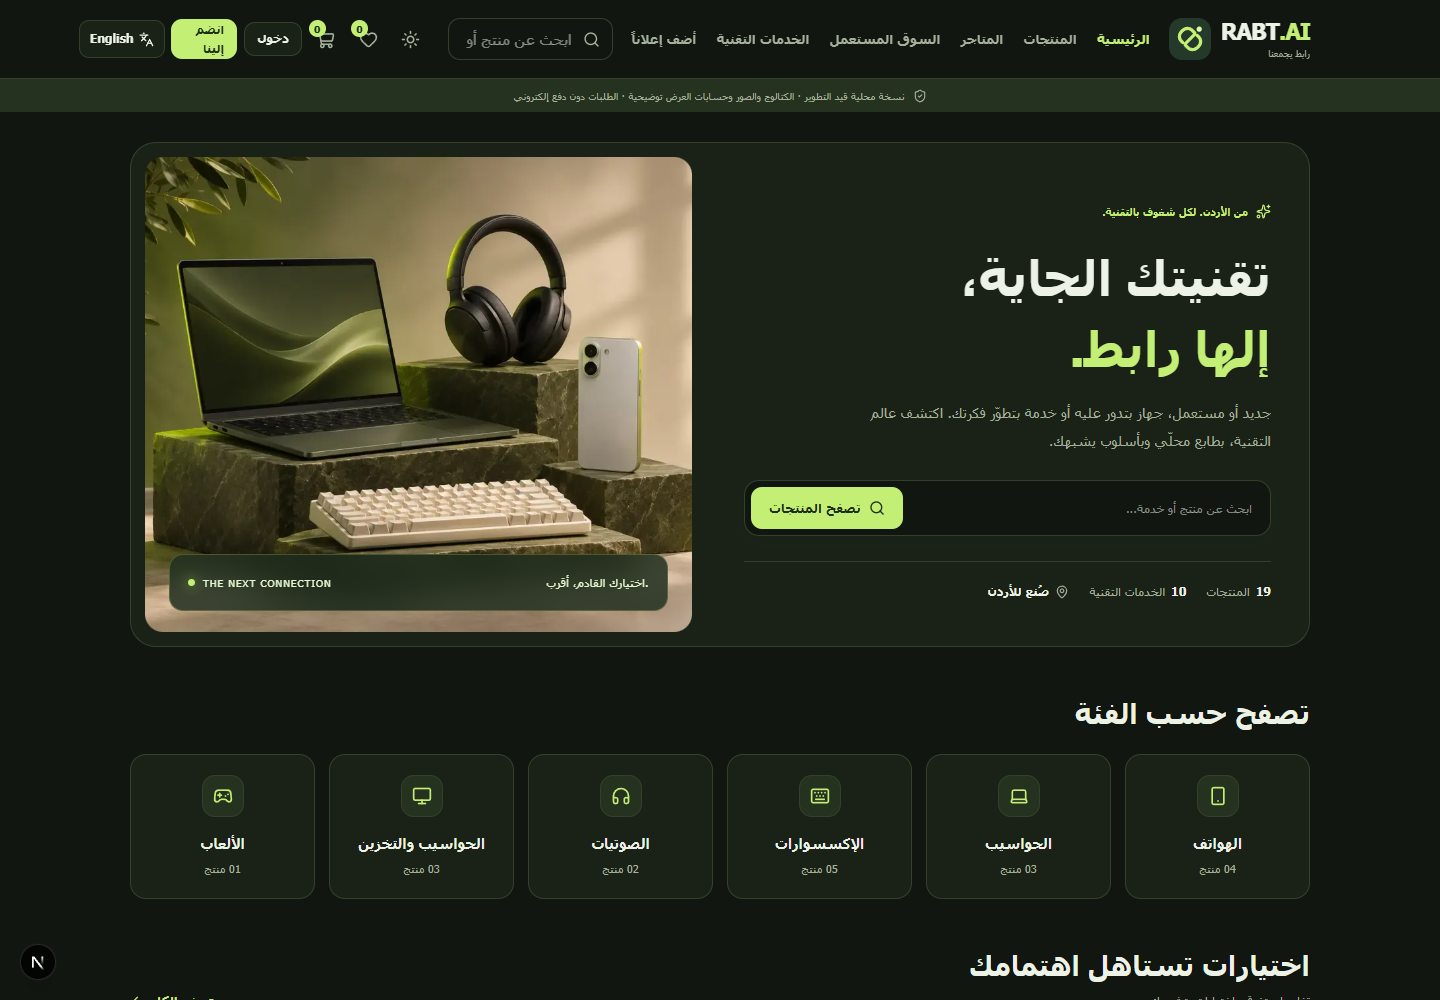 RABT.AI
رابط يجمعنا
الرئيسية
المنتجات
المتاجر
السوق المستعمل
الخدمات التقنية
أضف إعلاناً
ابحث عن منتج أو
0
0
دخول
انضم
إلينا
English
نسخة محلية قيد التطوير · الكتالوج والصور وحسابات العرض توضيحية · الطلبات دون دفع إلكتروني
من الأردن. لكل شغوف بالتقنية.
تقنيتك الجاية،
إلها رابط.
جديد أو مستعمل، جهاز بتدور عليه أو خدمة بتطوّر فكرتك. اكتشف عالم
التقنية، بطابع محلّي وبأسلوب يشبهك.
ابحث عن منتج أو خدمة...
تصفح المنتجات
19 المنتجات
10 الخدمات التقنية
صُنع للأردن
اختيارك القادم، أقرب.
THE NEXT CONNECTION
تصفح حسب الفئة
الهواتف
04 منتج
الحواسيب
03 منتج
الإكسسوارات
05 منتج
الصوتيات
02 منتج
الحواسيب والتخزين
03 منتج
الألعاب
01 منتج
اختيارات تستاهل اهتمامك
N